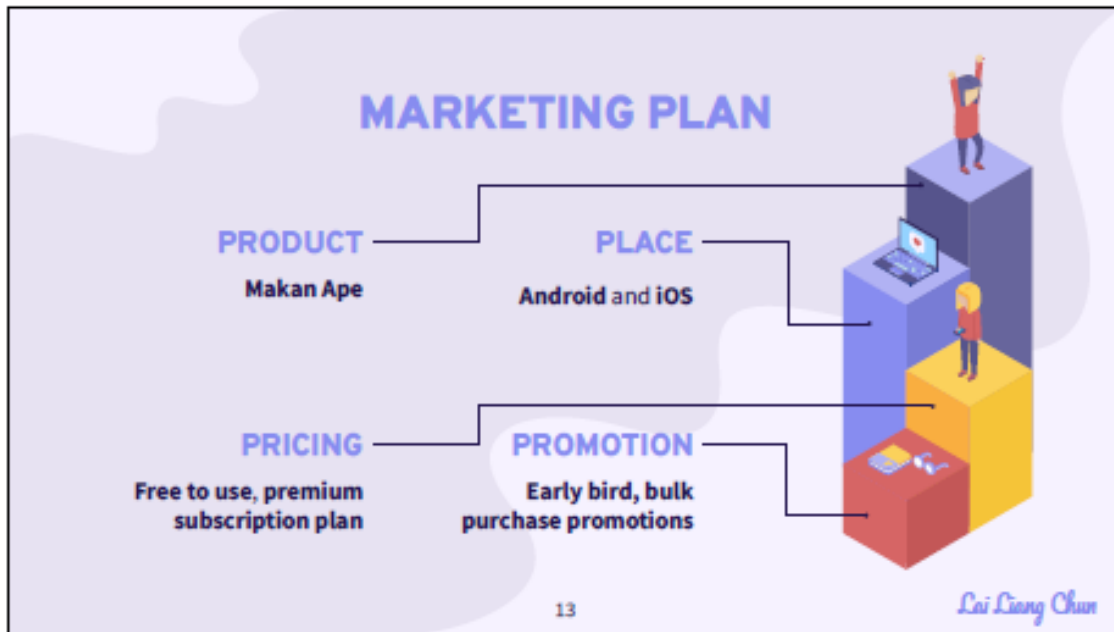 MARKETING PLAN
PRODUCT
Makan Ape
PLACE
Android and iOS
PRICING
Free to use, premium
subscription plan
PROMOTION
Early bird, bulk
purchase promotions
13
Lai Liang Chun